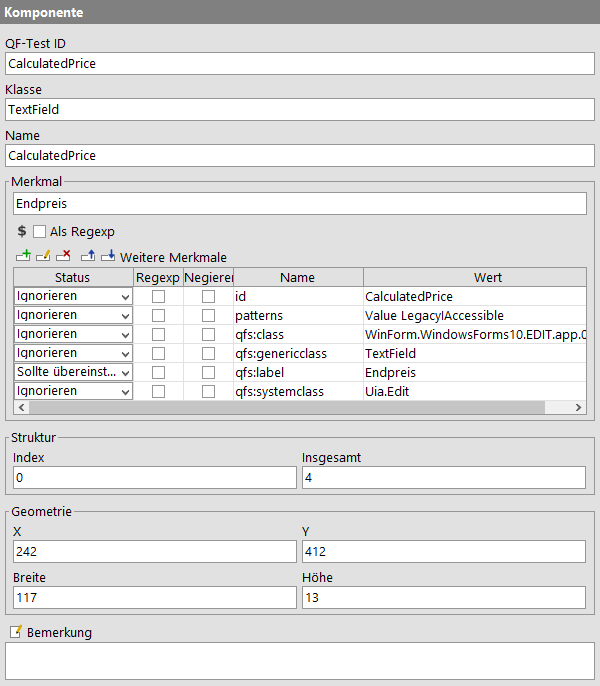 Komponente
QF-Test ID
CalculatedPrice
Klasse
TextField
Name
CalculatedPrice
Merkmal
Endpreis
$ Als Regexp
Weitere Merkmale
Status Regexp Negieren Name Wert
Ignorieren id CalculatedPrice
Ignorieren patterns Value LegacyIAccessible
Ignorieren qfs:class WinForm.WindowsForms10.EDIT.app.0
Ignorieren qfs:genericclass TextField
Sollte übereinst... qfs:label Endpreis
Ignorieren qfs:systemclass Uia.Edit
Struktur
Index Insgesamt
0 4
Geometrie
X Y
242 412
Breite Höhe
117 13
Bemerkung